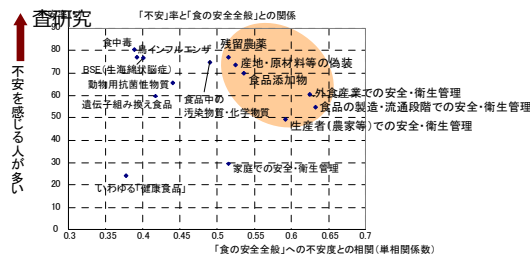 査研究
「不安」率と「食の安全全般」との関係
不安を感じる人が多い
90
80
70
60
50
40
30
20
10
0
食中毒
鳥インフルエンザ
残留農薬
BSE（牛海綿状脳症）
産地・原材料等の偽装
動物用抗菌性物質
食品添加物
遺伝子組み換え食品
食品中の
汚染物質・化学物質
外食産業での安全・衛生管理
食品の製造・流通段階での安全・衛生管理
生産者（農家等）での安全・衛生管理
家庭での安全・衛生管理
いわゆる「健康食品」
0.3 0.35 0.4 0.45 0.5 0.55 0.6 0.65 0.7
「食の安全全般」への不安度との相関（単相関係数）